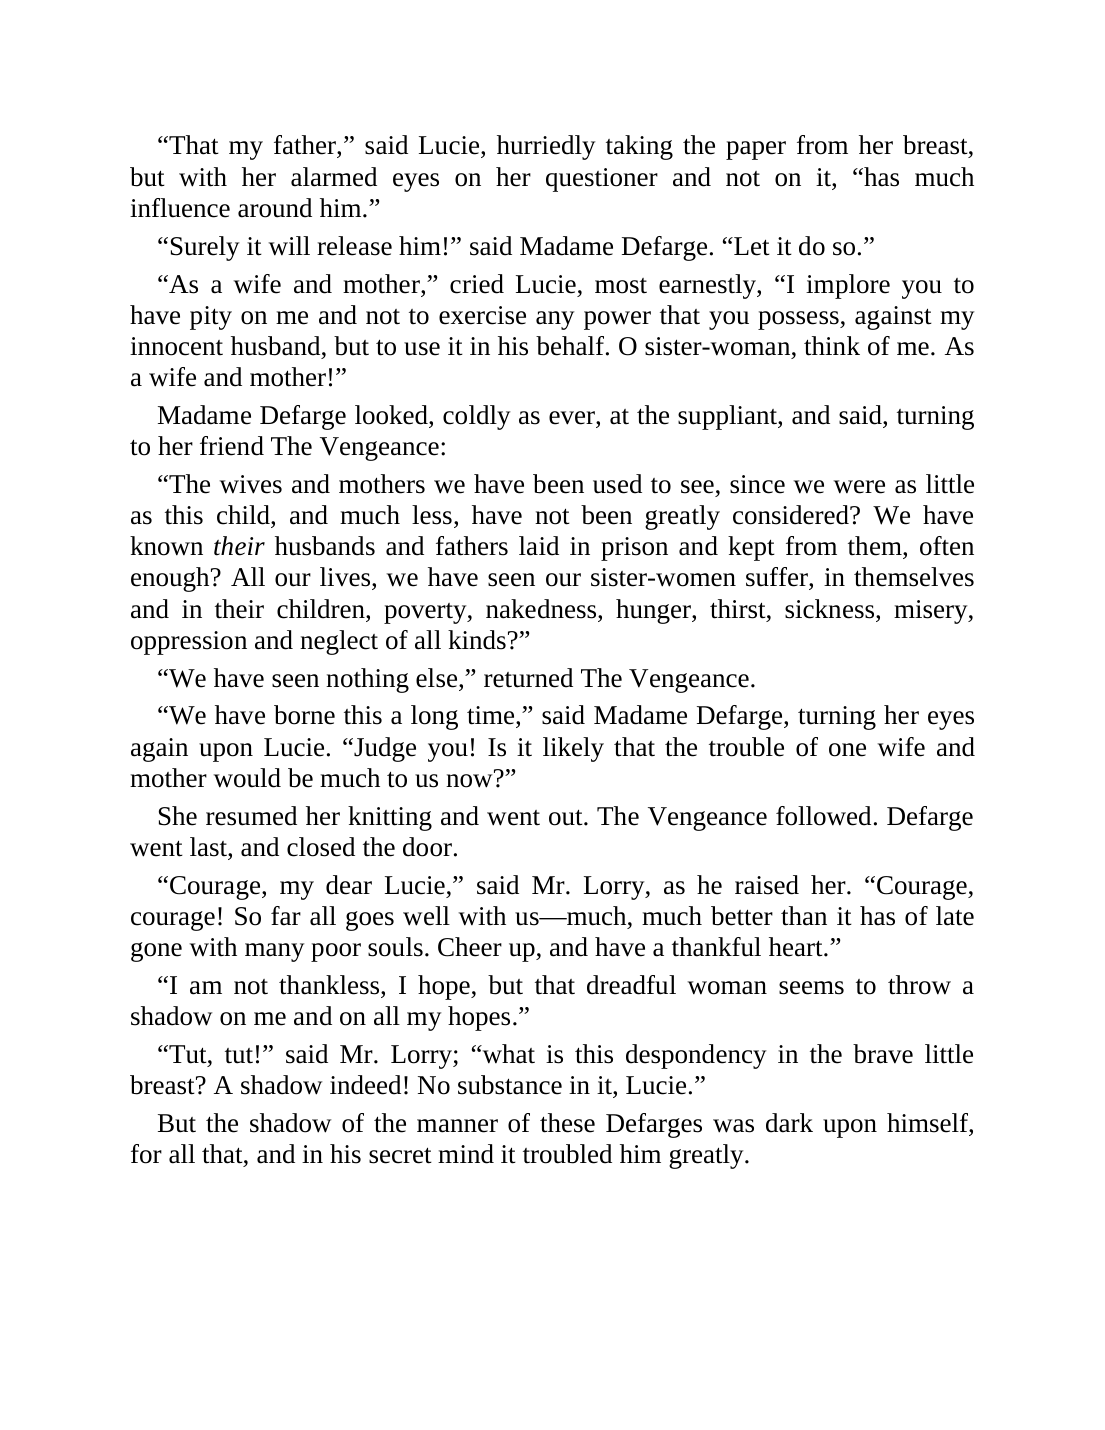 “That my father,” said Lucie, hurriedly taking the paper from her breast,
but with her alarmed eyes on her questioner and not on it, “has much
influence around him.”
“Surely it will release him!” said Madame Defarge. “Let it do so.”
“As a wife and mother,” cried Lucie, most earnestly, “I implore you to
have pity on me and not to exercise any power that you possess, against my
innocent husband, but to use it in his behalf. O sister-woman, think of me. As
a wife and mother!”
Madame Defarge looked, coldly as ever, at the suppliant, and said, turning
to her friend The Vengeance:
“The wives and mothers we have been used to see, since we were as little
as this child, and much less, have not been greatly considered? We have
known their husbands and fathers laid in prison and kept from them, often
enough? All our lives, we have seen our sister-women suffer, in themselves
and in their children, poverty, nakedness, hunger, thirst, sickness, misery,
oppression and neglect of all kinds?”
“We have seen nothing else,” returned The Vengeance.
“We have borne this a long time,” said Madame Defarge, turning her eyes
again upon Lucie. “Judge you! Is it likely that the trouble of one wife and
mother would be much to us now?”
She resumed her knitting and went out. The Vengeance followed. Defarge
went last, and closed the door.
“Courage, my dear Lucie,” said Mr. Lorry, as he raised her. “Courage,
courage! So far all goes well with us—much, much better than it has of late
gone with many poor souls. Cheer up, and have a thankful heart.”
“I am not thankless, I hope, but that dreadful woman seems to throw a
shadow on me and on all my hopes.”
“Tut, tut!” said Mr. Lorry; “what is this despondency in the brave little
breast? A shadow indeed! No substance in it, Lucie.”
But the shadow of the manner of these Defarges was dark upon himself,
for all that, and in his secret mind it troubled him greatly.